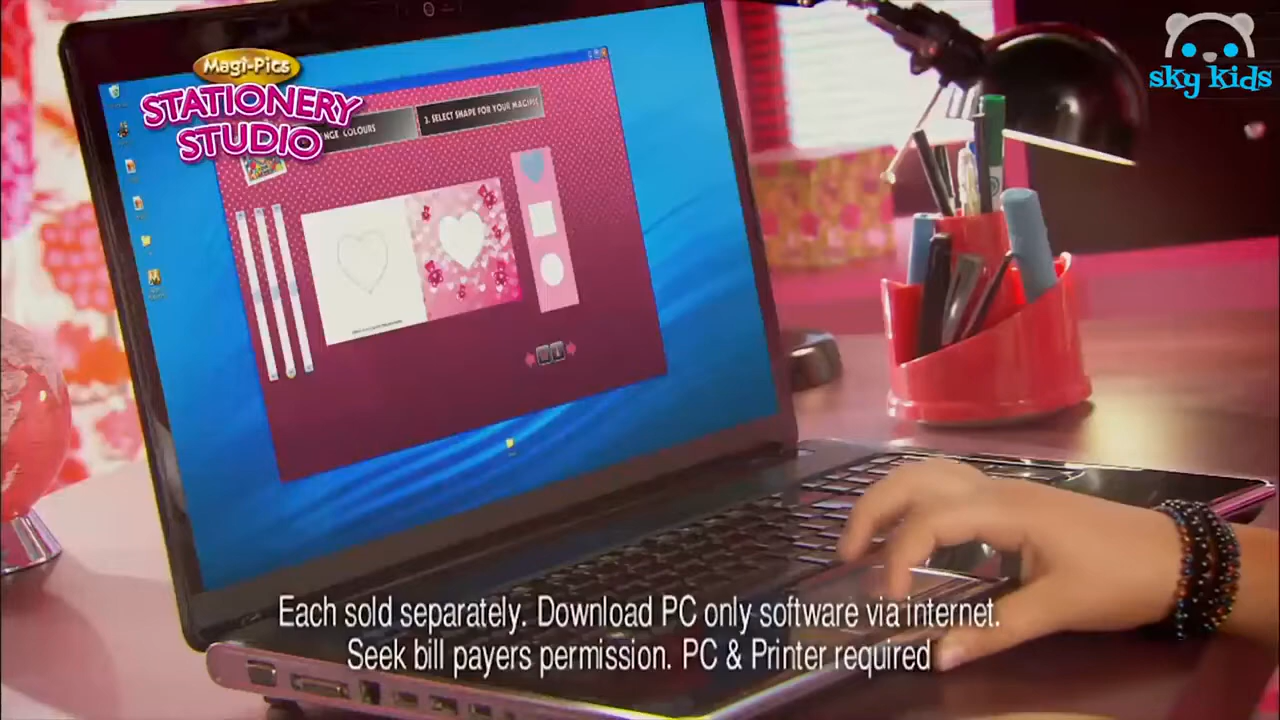 Magi-Pics
STATIONERY
STUDIO
sky kids
NGE COLOURS
3. SELECT SHAPE FOR YOUR MAGIPIC
Each sold separately. Download PC only software via internet.
Seek bill payers permission. PC & Printer required